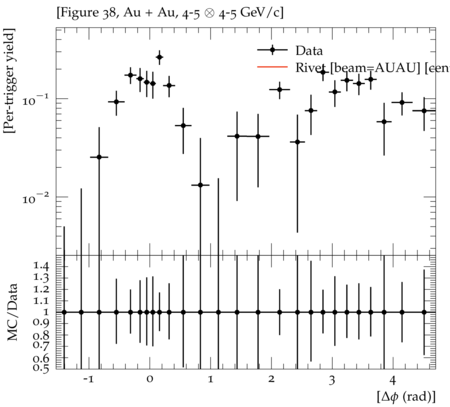 [Figure 38, Au + Au, 4-5 ⊗ 4-5 GeV/c]
[Per-trigger yield]
Data
Rivet [beam=AUAU] [cen
10⁻¹
10⁻²
MC/Data
1.4
1.3
1.2
1.1
1
0.9
0.8
0.7
0.6
0.5
-1 0 1 2 3 4
[Δϕ (rad)]